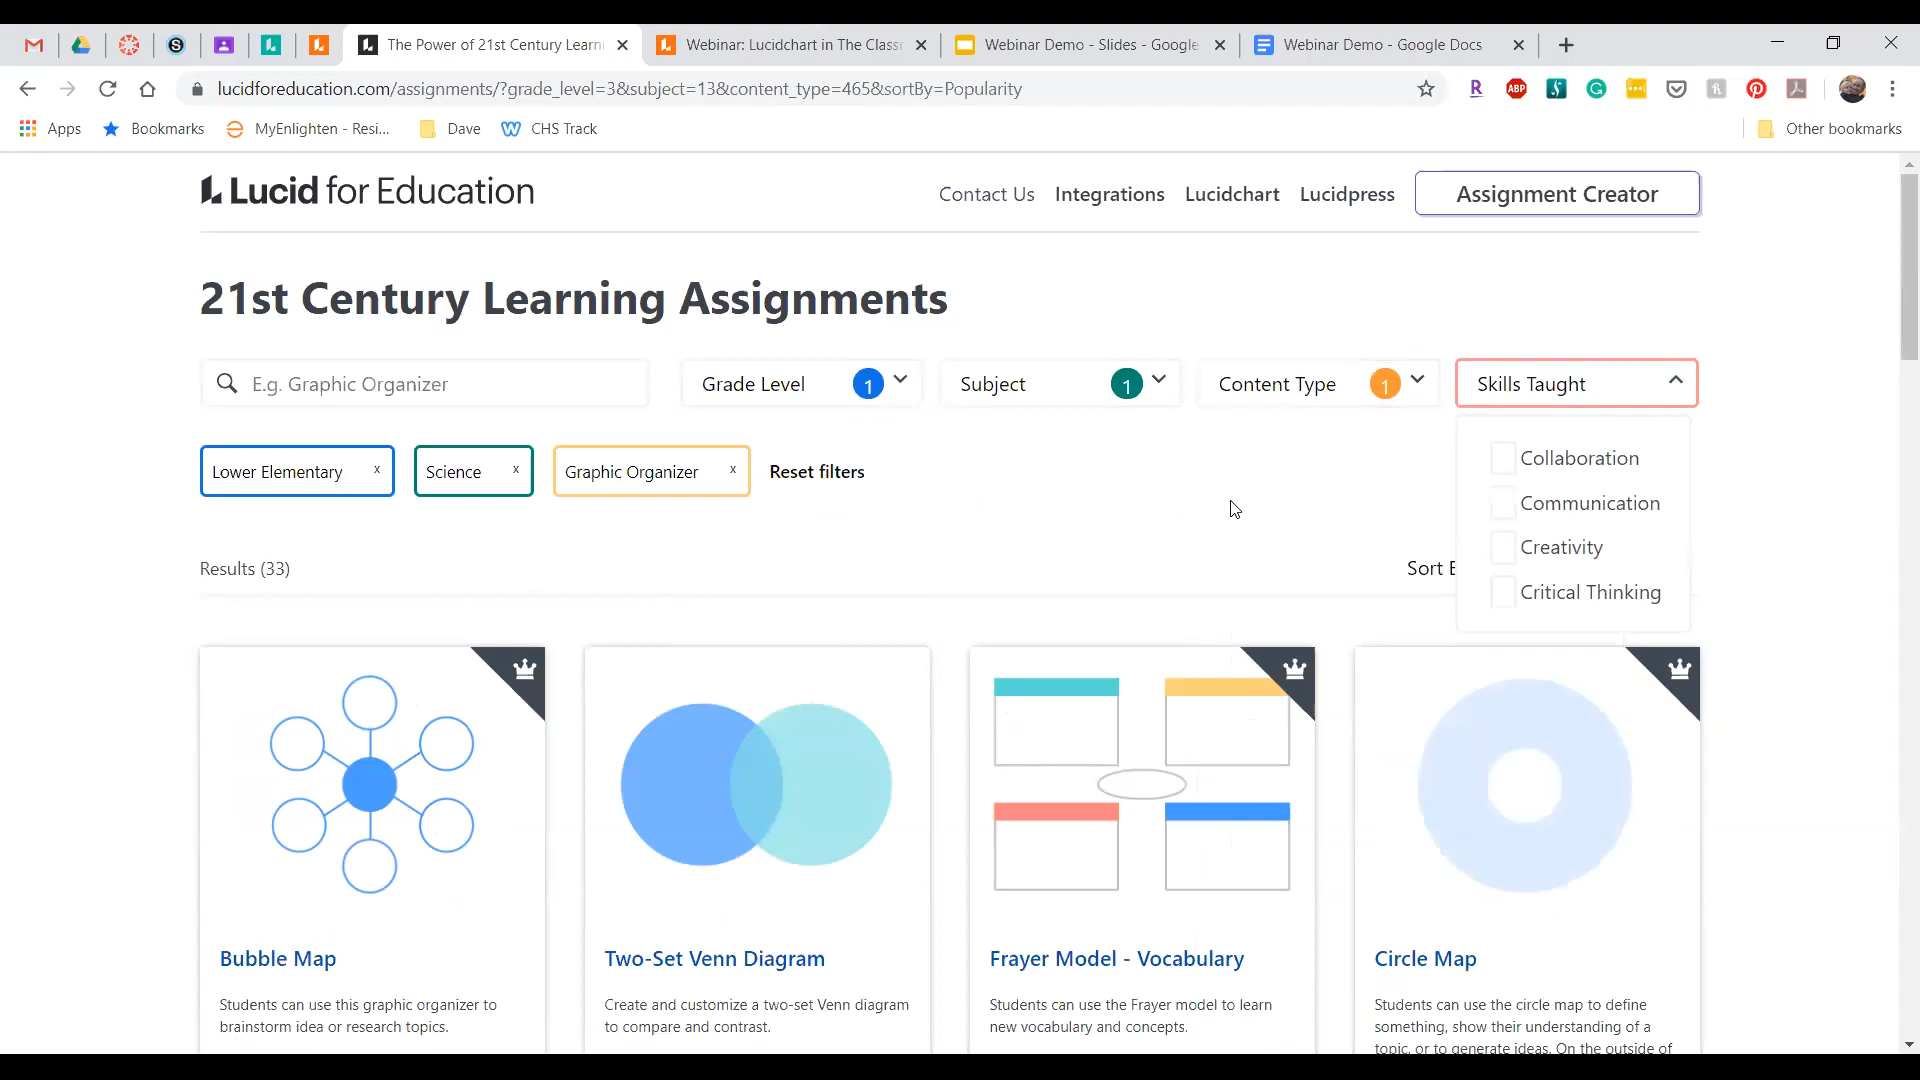 The Power of 21st Century Learni
Webinar: Lucidchart in The Classr
Webinar Demo - Slides - Google
Webinar Demo - Google Docs
lucidforeducation.com/assignments/?grade_level=3&subject=13&content_type=465&sortBy=Popularity
Apps
Bookmarks
MyEnlighten - Resi...
Dave
CHS Track
Other bookmarks
Lucid for Education
Contact Us
Integrations
Lucidchart
Lucidpress
Assignment Creator
21st Century Learning Assignments
E.g. Graphic Organizer
Grade Level 1
Subject 1
Content Type 1
Skills Taught
Lower Elementary x
Science x
Graphic Organizer x
Reset filters
Collaboration
Communication
Creativity
Critical Thinking
Results (33)
Sort B
Bubble Map
Students can use this graphic organizer to
brainstorm idea or research topics.
Two-Set Venn Diagram
Create and customize a two-set Venn diagram
to compare and contrast.
Frayer Model - Vocabulary
Students can use the Frayer model to learn
new vocabulary and concepts.
Circle Map
Students can use the circle map to define
something, show their understanding of a
topic, or to generate ideas. On the outside of